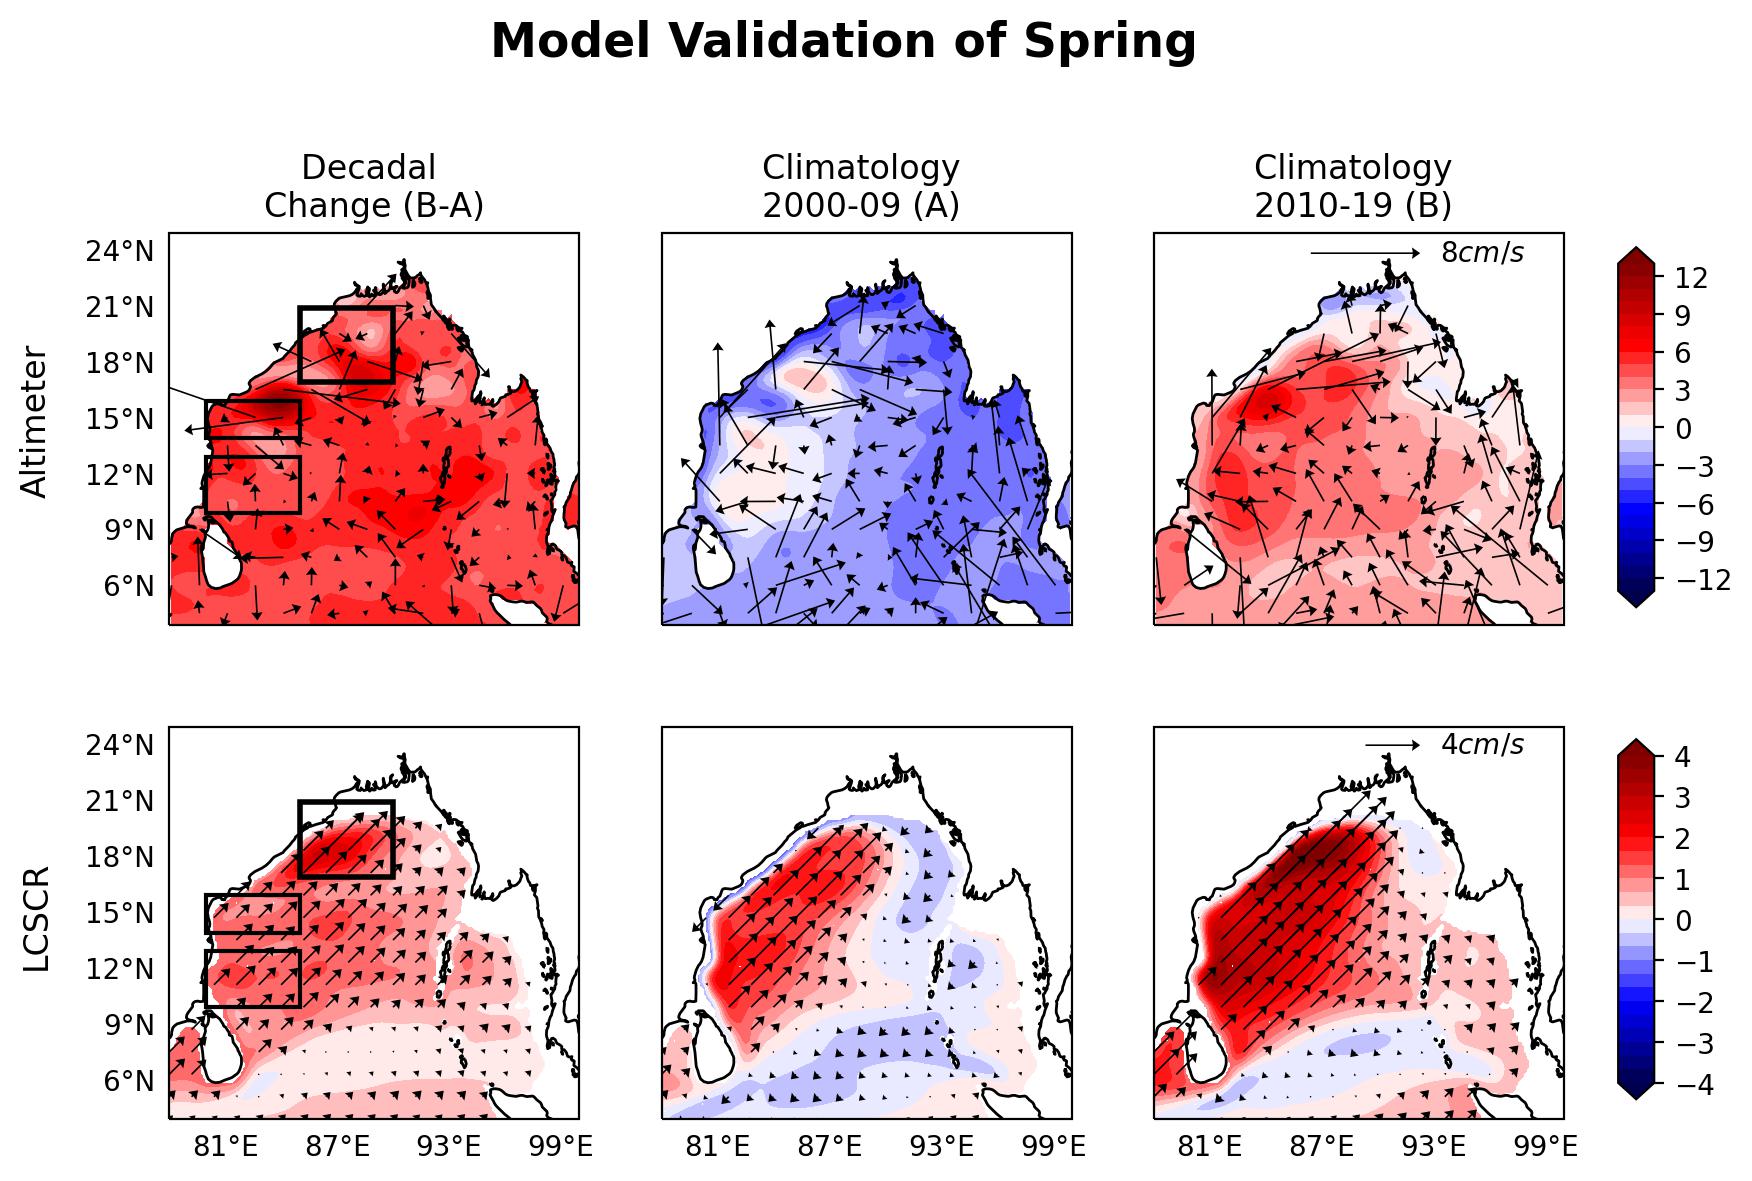 Model Validation of Spring
Decadal
Change (B-A)
Climatology
2000-09 (A)
Climatology
2010-19 (B)
Altimeter
24°N
21°N
18°N
15°N
12°N
9°N
6°N
8cm/s
12
9
6
3
0
−3
−6
−9
−12
LCSCR
24°N
21°N
18°N
15°N
12°N
9°N
6°N
4cm/s
4
3
2
1
0
−1
−2
−3
−4
81°E 87°E 93°E 99°E
81°E 87°E 93°E 99°E
81°E 87°E 93°E 99°E